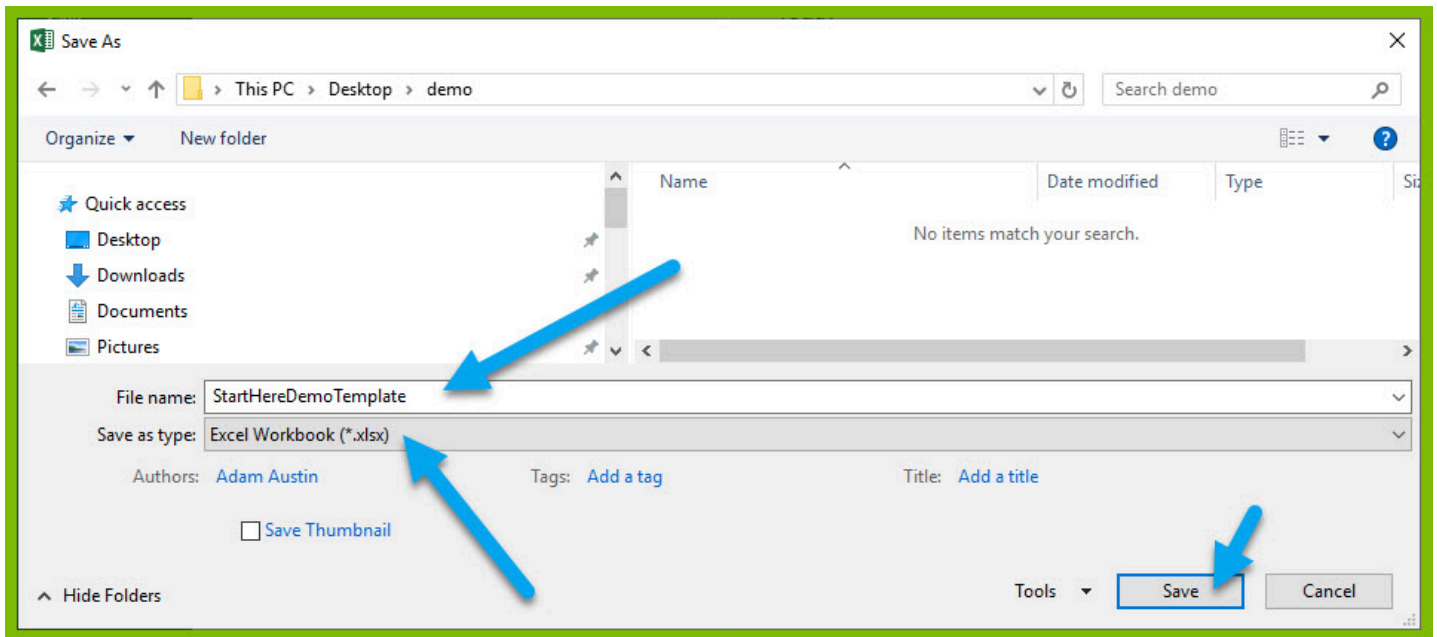 Save As
This PC > Desktop > demo
Search demo
Organize
New folder
Name
Date modified
Type
Quick access
No items match your search.
Desktop
Downloads
Documents
Pictures
File name: StartHereDemoTemplate
Save as type: Excel Workbook (*.xlsx)
Authors: Adam Austin
Tags: Add a tag
Title: Add a title
Save Thumbnail
Hide Folders
Tools
Save
Cancel